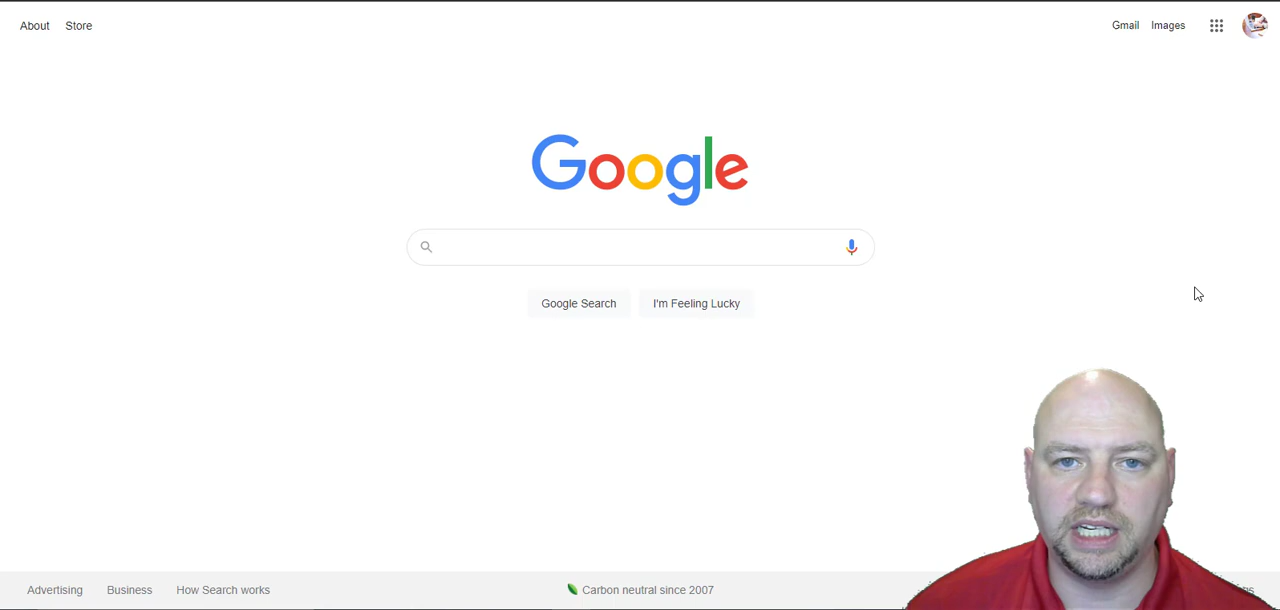 About Store
Gmail Images
Google
Google Search I'm Feeling Lucky
Advertising Business How Search works
Carbon neutral since 2007